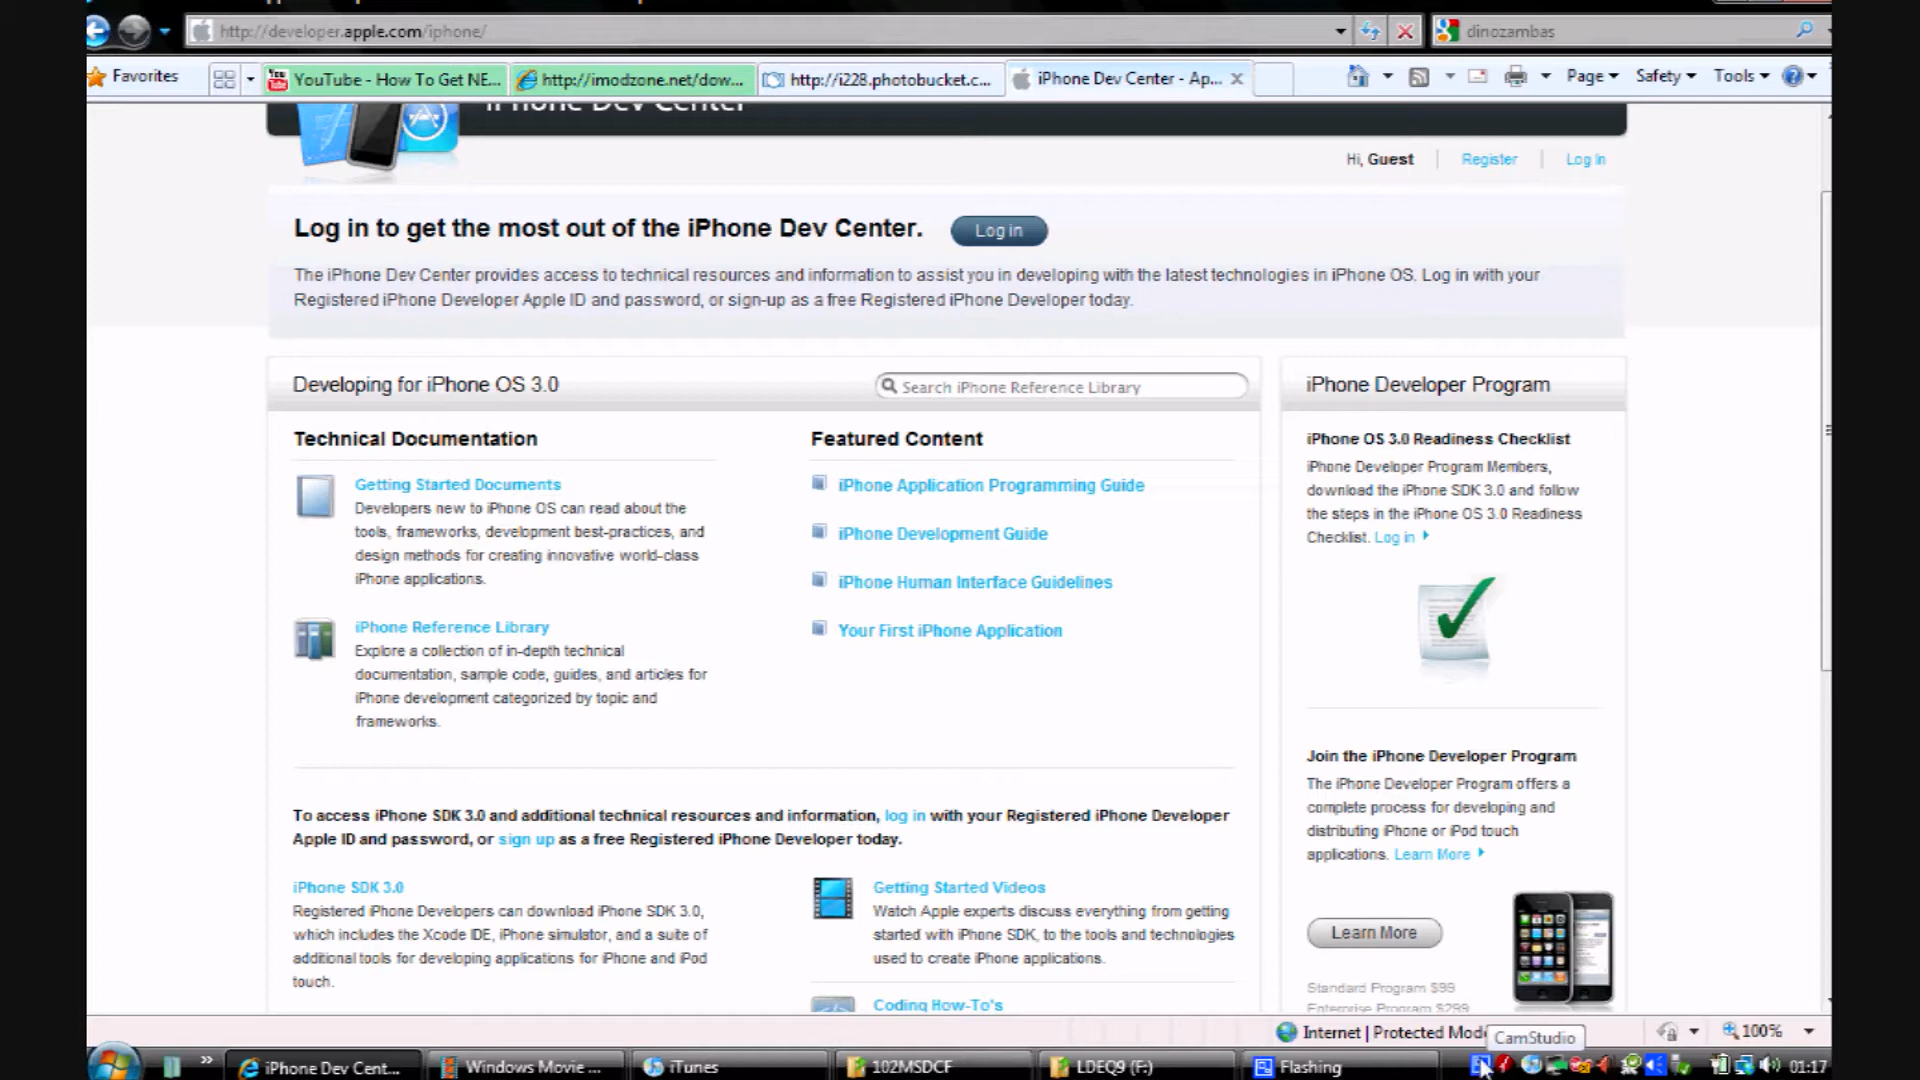 http://developer.apple.com/iphone/
dinozambas
Favorites
YouTube - How To Get NE...
http://imodzone.net/dow...
http://i228.photobucket.c...
iPhone Dev Center - Ap...
Page
Safety
Tools
iPhone Dev Center
Hi, Guest
Register
Log In
Log in to get the most out of the iPhone Dev Center.
Log in
The iPhone Dev Center provides access to technical resources and information to assist you in developing with the latest technologies in iPhone OS. Log in with your
Registered iPhone Developer Apple ID and password, or sign-up as a free Registered iPhone Developer today.
Developing for iPhone OS 3.0
Search iPhone Reference Library
Technical Documentation
Getting Started Documents
Developers new to iPhone OS can read about the
tools, frameworks, development best-practices, and
design methods for creating innovative world-class
iPhone applications.
iPhone Reference Library
Explore a collection of in-depth technical
documentation, sample code, guides, and articles for
iPhone development categorized by topic and
frameworks.
Featured Content
iPhone Application Programming Guide
iPhone Development Guide
iPhone Human Interface Guidelines
Your First iPhone Application
To access iPhone SDK 3.0 and additional technical resources and information, log in with your Registered iPhone Developer
Apple ID and password, or sign up as a free Registered iPhone Developer today.
iPhone SDK 3.0
Registered iPhone Developers can download iPhone SDK 3.0,
which includes the Xcode IDE, iPhone simulator, and a suite of
additional tools for developing applications for iPhone and iPod
touch.
Getting Started Videos
Watch Apple experts discuss everything from getting
started with iPhone SDK, to the tools and technologies
used to create iPhone applications.
Coding How-To's
iPhone Developer Program
iPhone OS 3.0 Readiness Checklist
iPhone Developer Program Members,
download the iPhone SDK 3.0 and follow
the steps in the iPhone OS 3.0 Readiness
Checklist. Log in
Join the iPhone Developer Program
The iPhone Developer Program offers a
complete process for developing and
distributing iPhone or iPod touch
applications. Learn More
Learn More
Standard Program $99
Enterprise Program $299
Internet | Protected Mod
CamStudio
100%
iPhone Dev Cent...
Windows Movie ...
iTunes
102MSDCF
LDEQ9 (F:)
Flashing
01:17